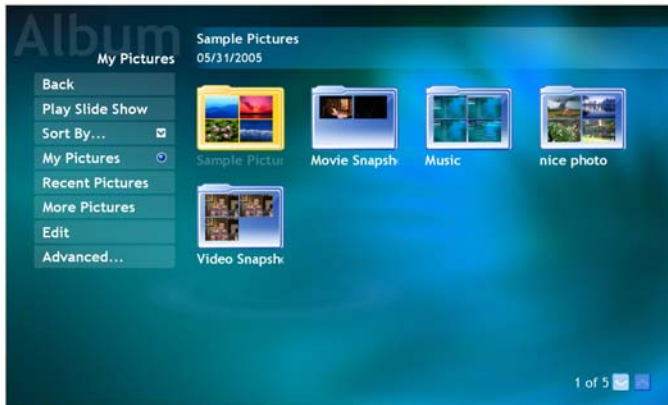 Album
My Pictures
Sample Pictures
05/31/2005
Back
Play Slide Show
Sort By...
My Pictures
Recent Pictures
More Pictures
Edit
Advanced...
Sample Pictur
Movie Snapsh
Music
nice photo
Video Snapsh
1 of 5